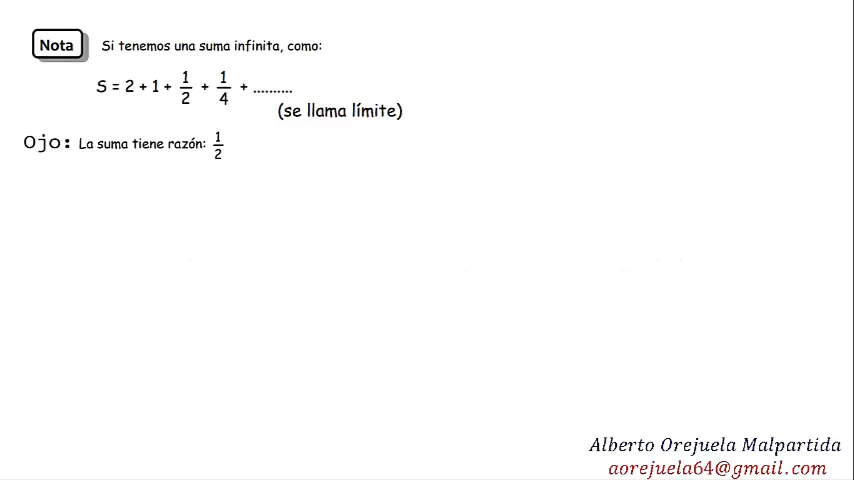 Nota Si tenemos una suma infinita, como:
S = 2 + 1 + 1/2 + 1/4 + ..........
(se llama límite)
Ojo: La suma tiene razón: 1/2
Alberto Orejuela Malpartida
aorejuela64@gmail.com